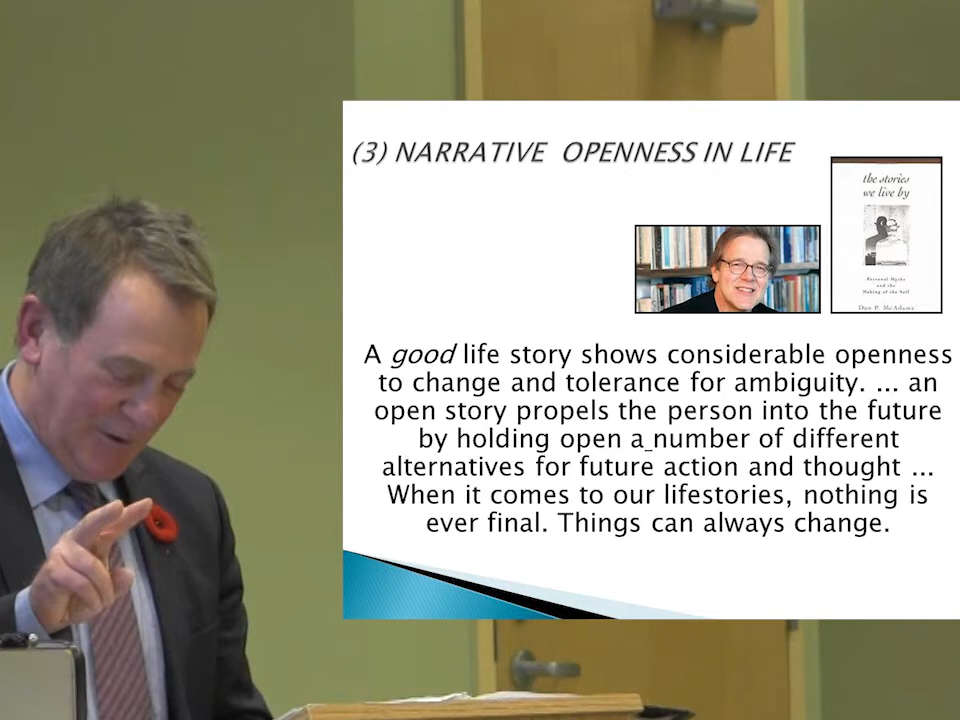 (3) NARRATIVE OPENNESS IN LIFE
the stories
we live by
Personal Myths
and the
Making of the Self
Dan P. McAdams
A good life story shows considerable openness
to change and tolerance for ambiguity. ... an
open story propels the person into the future
by holding open a number of different
alternatives for future action and thought ...
When it comes to our lifestories, nothing is
ever final. Things can always change.